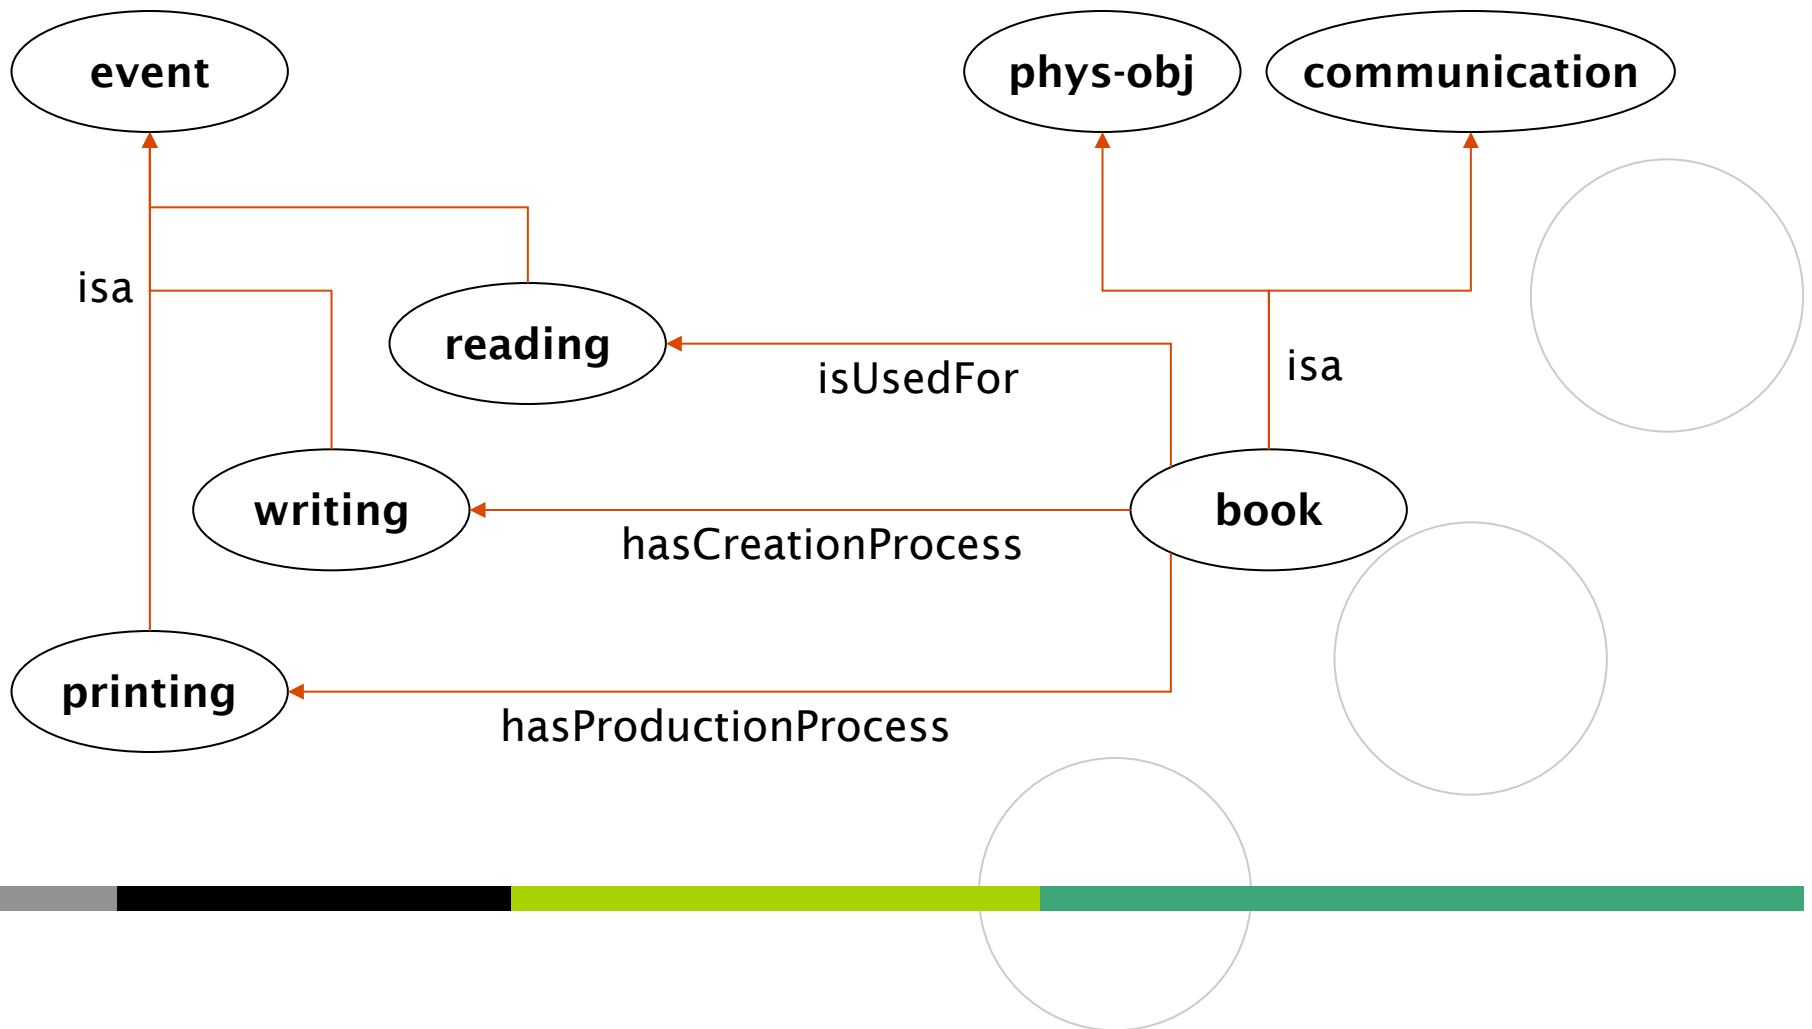 event
phys-obj
communication
isa
reading
isUsedFor
isa
writing
hasCreationProcess
book
printing
hasProductionProcess